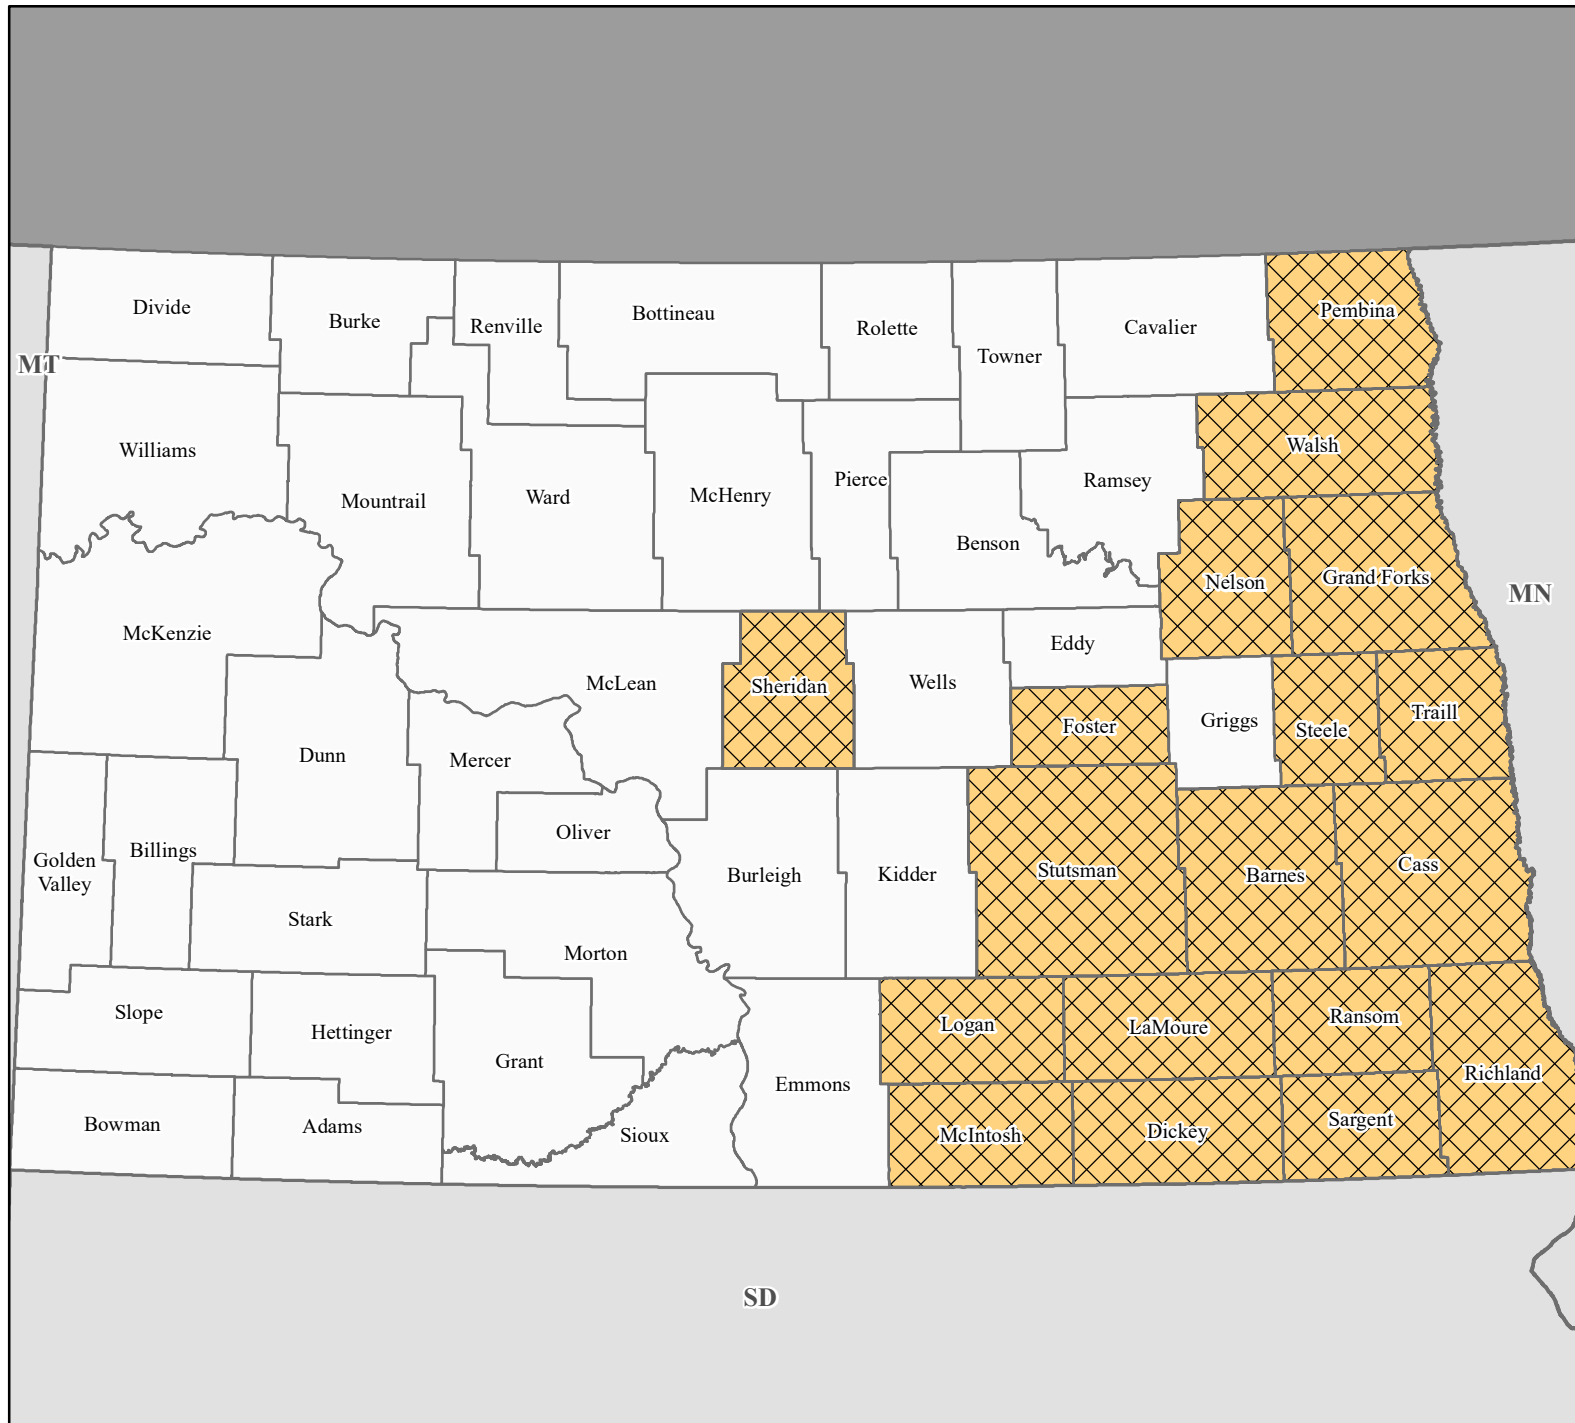 Divide
Burke
Renville
Bottineau
Rolette
Towner
Cavalier
Pembina
MT
Williams
Mountrail
Ward
McHenry
Pierce
Benson
Ramsey
Walsh
Nelson
Grand Forks
MN
McKenzie
McLean
Sheridan
Wells
Eddy
Foster
Griggs
Steele
Traill
Dunn
Mercer
Oliver
Golden
Valley
Billings
Stark
Morton
Burleigh
Kidder
Stutsman
Barnes
Cass
Slope
Hettinger
Grant
Emmons
Logan
LaMoure
Ransom
Richland
Bowman
Adams
Sioux
McIntosh
Dickey
Sargent
SD